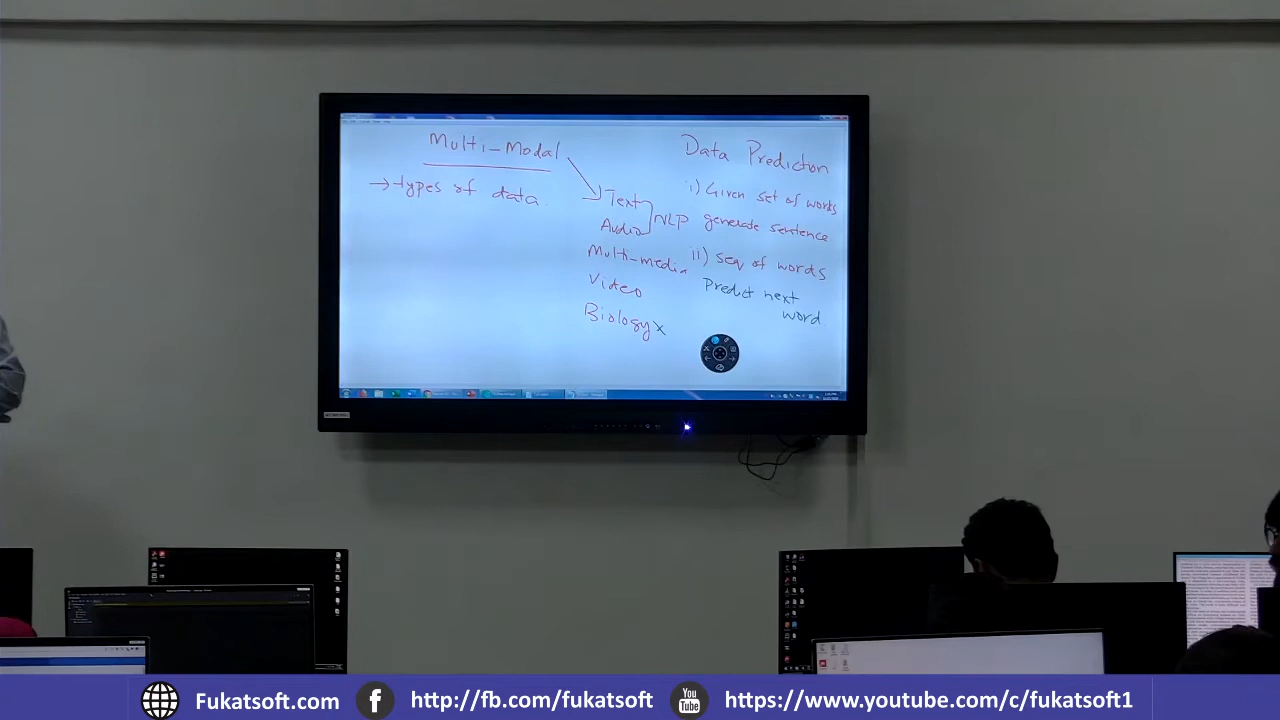 Multi-Modal
→ types of data.
Text
Audio
NLP
Multi-media
Video
Biology x
Data Prediction
i) Given set of words
generate sentence
ii) seq of words
Predict next
word.
Fukatsoft.com
http://fb.com/fukatsoft
You
Tube
https://www.youtube.com/c/fukatsoft1